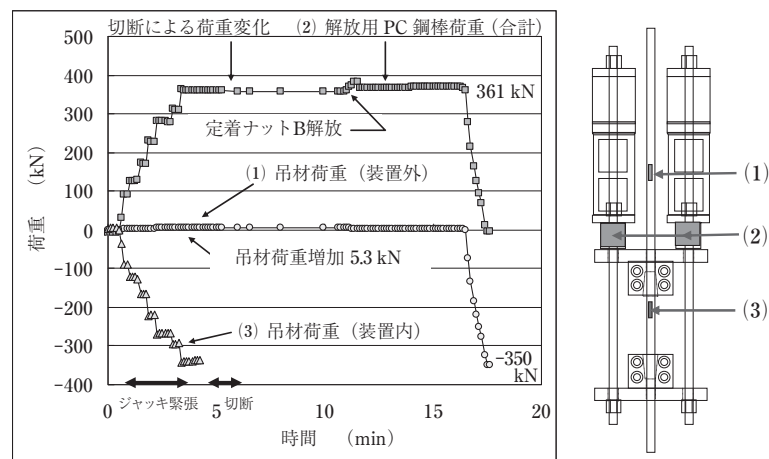 切断による荷重変化
(2) 解放用 PC 鋼棒荷重(合計)
500
400
300
200
100
0
-100
-200
-300
-400
荷重 (kN)
361 kN
定着ナットB解放
(1) 吊材荷重(装置外)
吊材荷重増加 5.3 kN
(3) 吊材荷重(装置内)
-350
kN
ジャッキ緊張
切断
0
5
10
15
20
時間 (min)
(1)
(2)
(3)